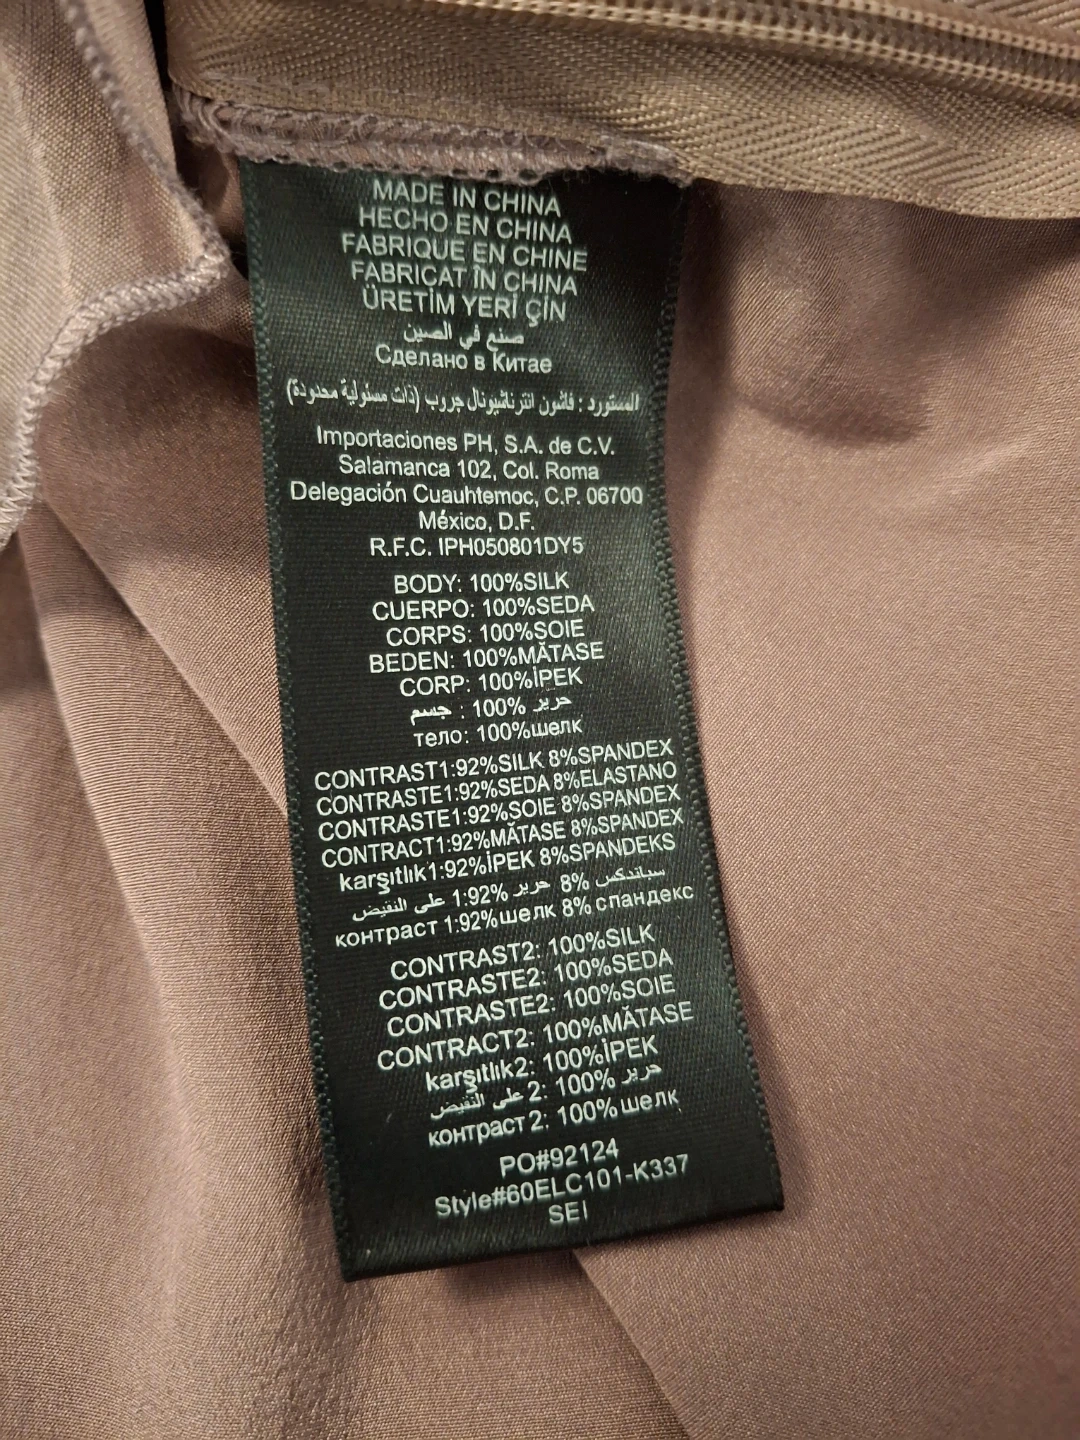 MADE IN CHINA
HECHO EN CHINA
FABRIQUE EN CHINE
FABRICAT ÎN CHINA
ÜRETİM YERİ ÇİN
صنع في الصين
Сделано в Китае
المستورد : فاشون انترناشيونال جروب (ذات مسئولية محدودة)
Importaciones PH, S.A. de C.V.
Salamanca 102, Col. Roma
Delegación Cuauhtemoc, C.P. 06700
México, D.F.
R.F.C. IPH050801DY5
BODY: 100%SILK
CUERPO: 100%SEDA
CORPS: 100%SOIE
BEDEN: 100%MĂTASE
CORP: 100%İPEK
جسم : 100% حرير
тело: 100%шелк
CONTRAST1:92%SILK 8%SPANDEX
CONTRASTE1:92%SEDA 8%ELASTANO
CONTRASTE1:92%SOIE 8%SPANDEX
CONTRACT1:92%MĂTASE 8%SPANDEX
karşıtlık1:92%İPEK 8%SPANDEKS
على النقيض 1:92% حرير 8% سباندكس
контраст 1:92%шелк 8% спандекс
CONTRAST2: 100%SILK
CONTRASTE2: 100%SEDA
CONTRASTE2: 100%SOIE
CONTRACT2: 100%MĂTASE
karşıtlık2: 100%İPEK
على النقيض 2: 100% حرير
контраст 2: 100%шелк
PO#92124
Style#60ELC101-K337
SEI